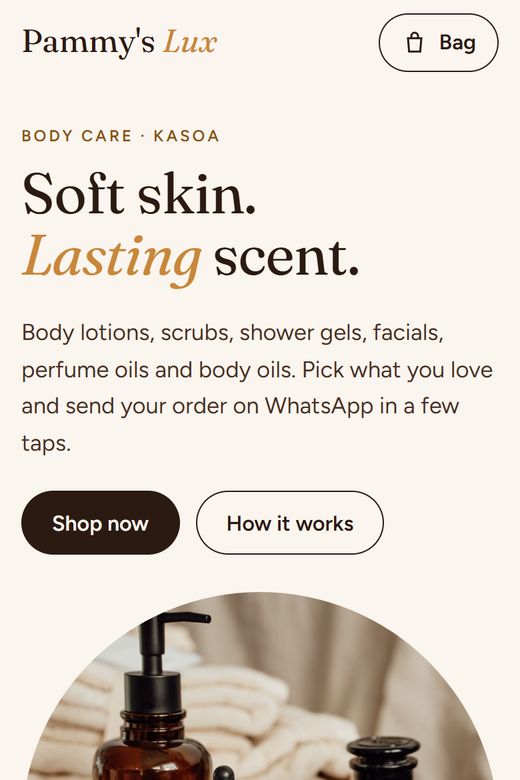 Pammy's Lux
Bag
BODY CARE · KASOA
Soft skin.
Lasting scent.
Body lotions, scrubs, shower gels, facials,
perfume oils and body oils. Pick what you love
and send your order on WhatsApp in a few
taps.
Shop now
How it works